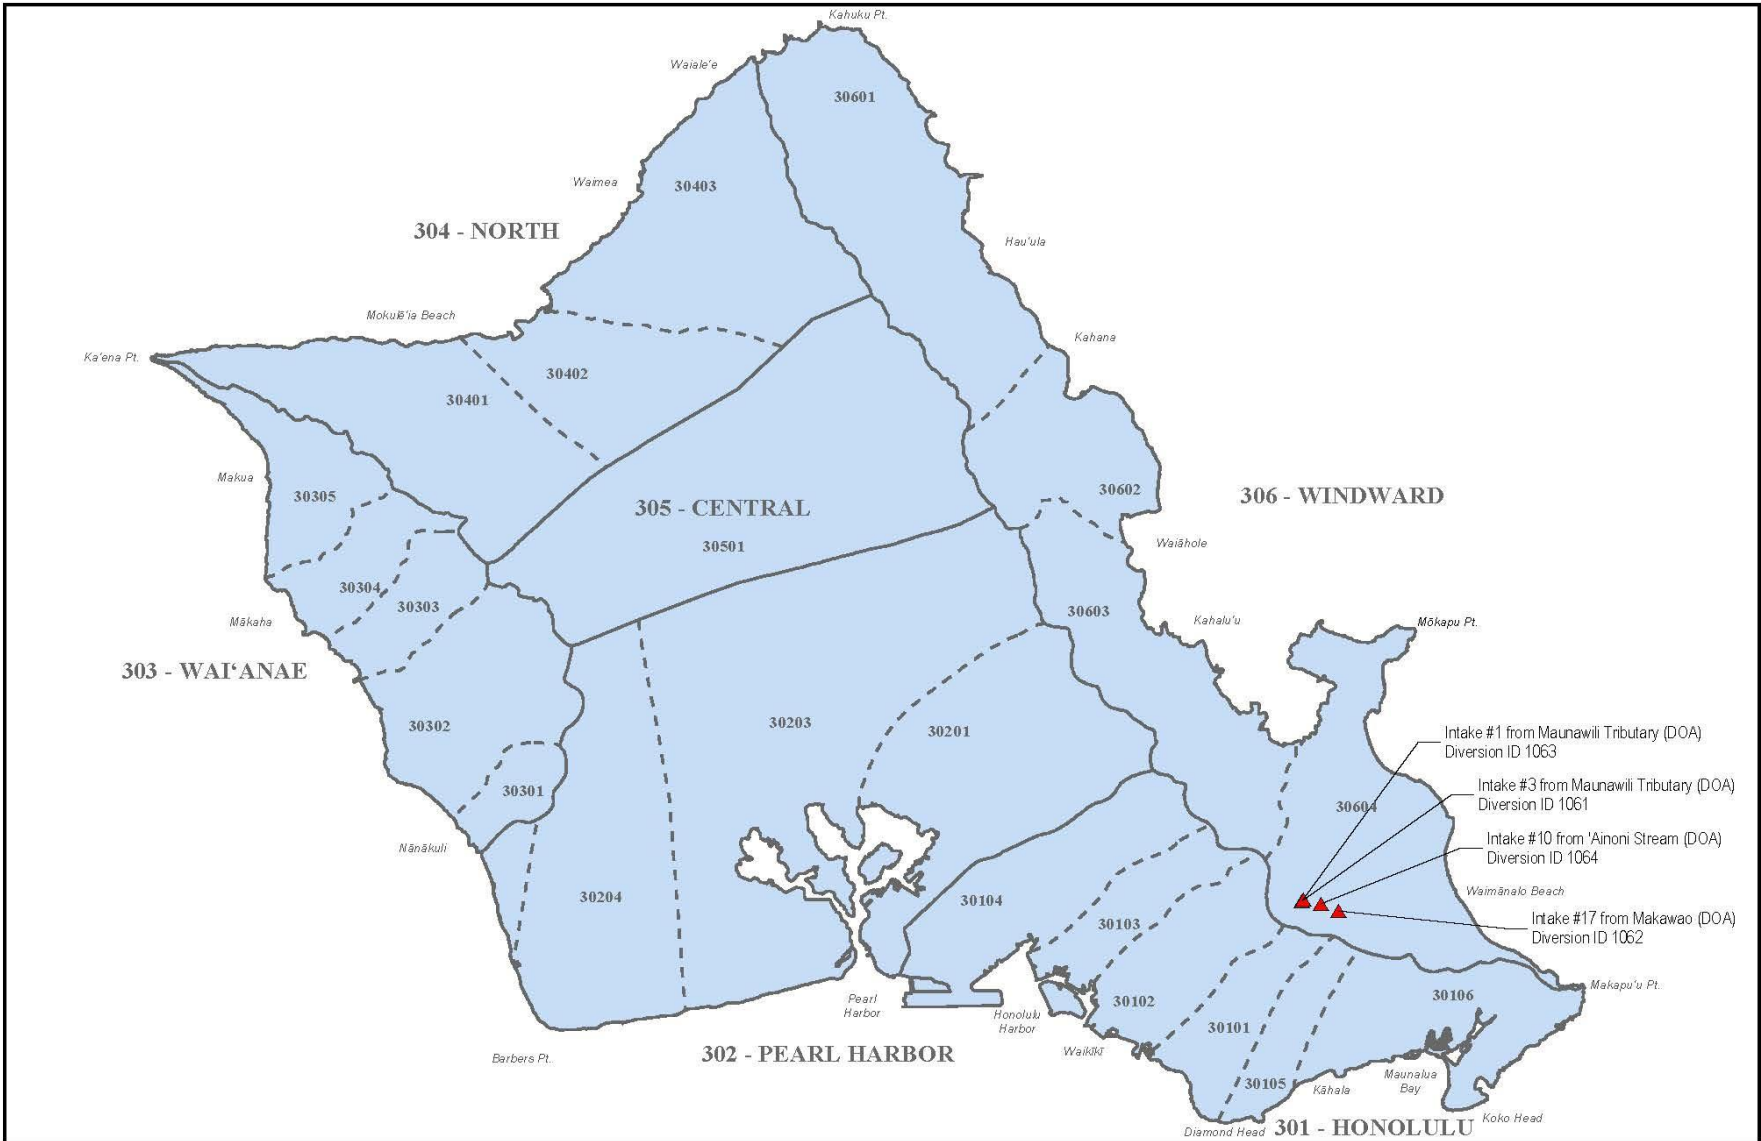 Kahuku Pt.
Waiale'e
30601
Waimea
30403
304 - NORTH
Hau'ula
Mokulē'ia Beach
Kahana
Ka'ena Pt.
30402
30401
Makua
30305
30602
306 - WINDWARD
305 - CENTRAL
30501
Waiāhole
30304
30303
30603
Mākaha
Kahalu'u
Mōkapu Pt.
303 - WAI‘ANAE
30302
30203
30201
Intake #1 from Maunawili Tributary (DOA)
Diversion ID 1063
30301
Intake #3 from Maunawili Tributary (DOA)
Diversion ID 1061
30604
Nānākuli
Intake #10 from 'Ainoni Stream (DOA)
Diversion ID 1064
30204
30104
Waimānalo Beach
30103
Intake #17 from Makawao (DOA)
Diversion ID 1062
Makapu'u Pt.
30106
30102
Pearl
Harbor
Honolulu
Harbor
30101
Barbers Pt.
302 - PEARL HARBOR
Waikīkī
30105
Kāhala
Maunalua
Bay
Koko Head
Diamond Head
301 - HONOLULU